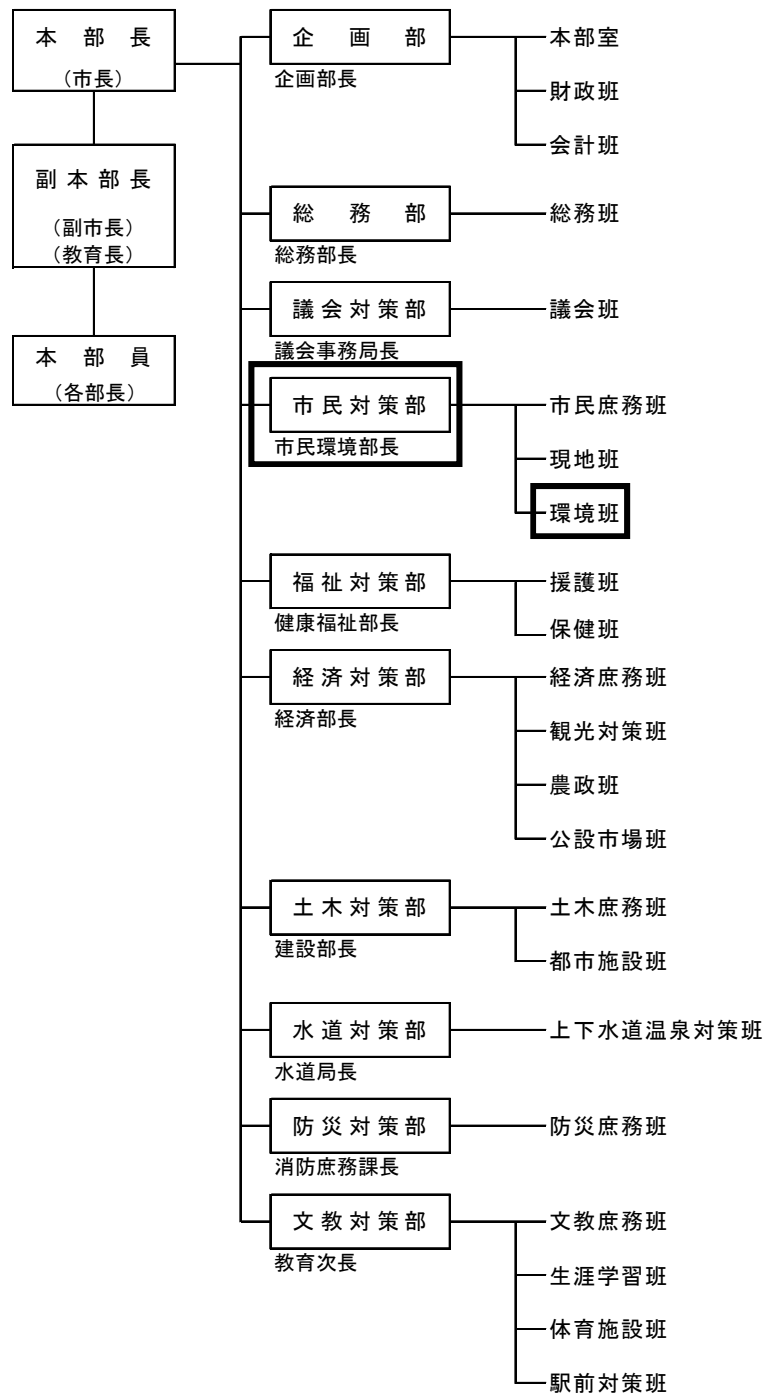 本部長
（市長）
副本部長
（副市長）
（教育長）
本部員
（各部長）
企画部
企画部長
本部室
財政班
会計班
総務部
総務部長
総務班
議会対策部
議会事務局長
議会班
市民対策部
市民環境部長
市民庶務班
現地班
環境班
福祉対策部
健康福祉部長
援護班
保健班
経済対策部
経済部長
経済庶務班
観光対策班
農政班
公設市場班
土木対策部
建設部長
土木庶務班
都市施設班
水道対策部
水道局長
上下水道温泉対策班
防災対策部
消防庶務課長
防災庶務班
文教対策部
教育次長
文教庶務班
生涯学習班
体育施設班
駅前対策班